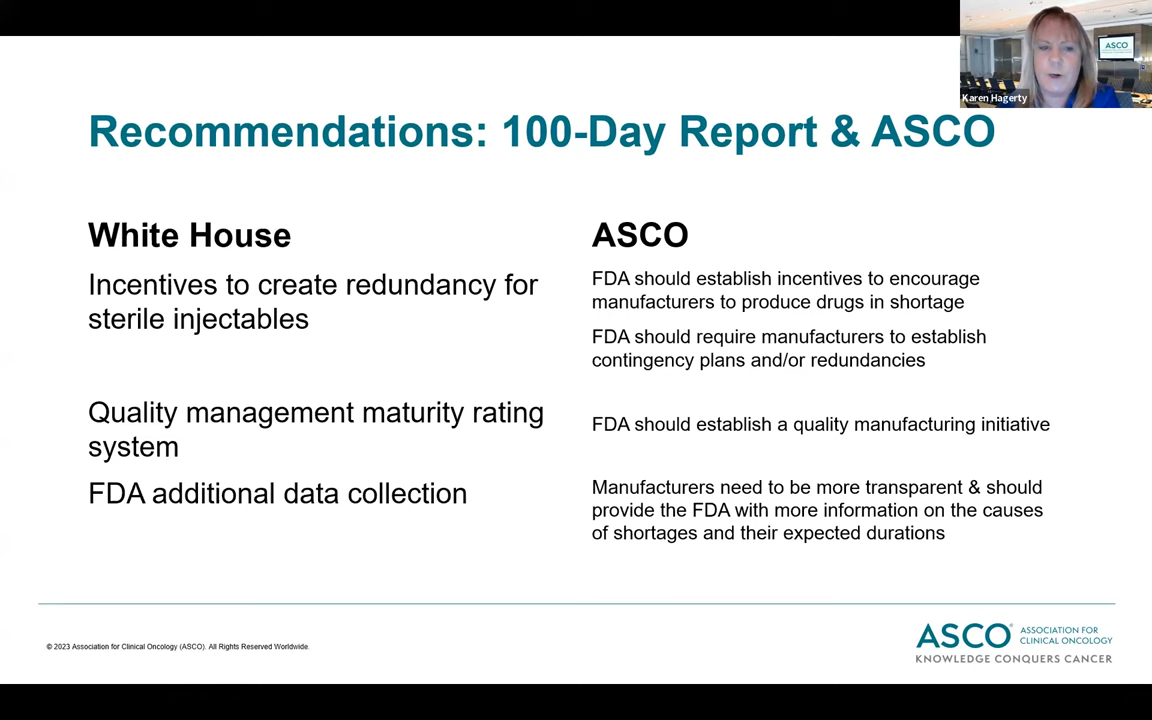 ASCO
Karen Hagerty
Recommendations: 100-Day Report & ASCO
White House
Incentives to create redundancy for
sterile injectables
Quality management maturity rating
system
FDA additional data collection
ASCO
FDA should establish incentives to encourage
manufacturers to produce drugs in shortage
FDA should require manufacturers to establish
contingency plans and/or redundancies
FDA should establish a quality manufacturing initiative
Manufacturers need to be more transparent & should
provide the FDA with more information on the causes
of shortages and their expected durations
© 2023 Association for Clinical Oncology (ASCO). All Rights Reserved Worldwide.
ASCO® ASSOCIATION FOR
CLINICAL ONCOLOGY
KNOWLEDGE CONQUERS CANCER